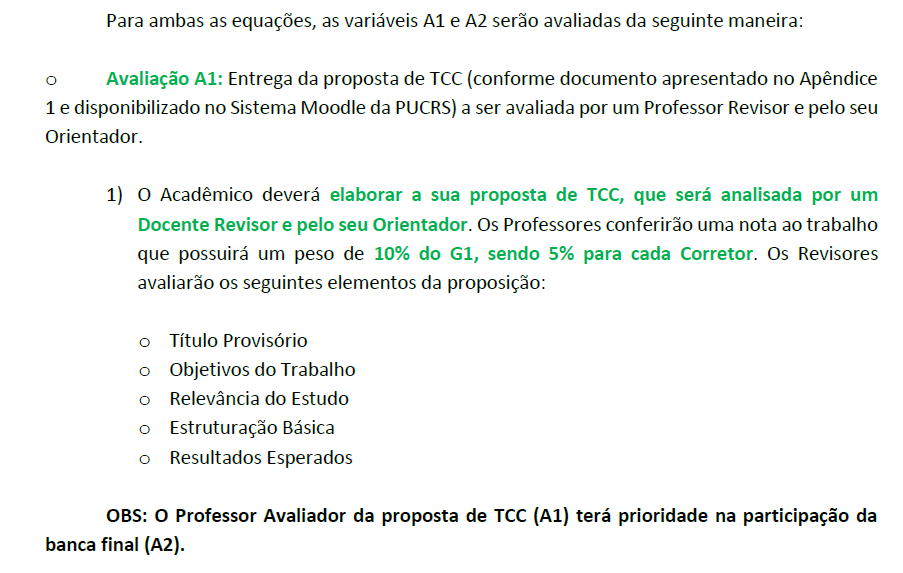 Para ambas as equações, as variáveis A1 e A2 serão avaliadas da seguinte maneira:
o Avaliação A1: Entrega da proposta de TCC (conforme documento apresentado no Apêndice
1 e disponibilizado no Sistema Moodle da PUCRS) a ser avaliada por um Professor Revisor e pelo seu
Orientador.
1) O Acadêmico deverá elaborar a sua proposta de TCC, que será analisada por um
Docente Revisor e pelo seu Orientador. Os Professores conferirão uma nota ao trabalho
que possuirá um peso de 10% do G1, sendo 5% para cada Corretor. Os Revisores
avaliarão os seguintes elementos da proposição:
o Título Provisório
o Objetivos do Trabalho
o Relevância do Estudo
o Estruturação Básica
o Resultados Esperados
OBS: O Professor Avaliador da proposta de TCC (A1) terá prioridade na participação da
banca final (A2).